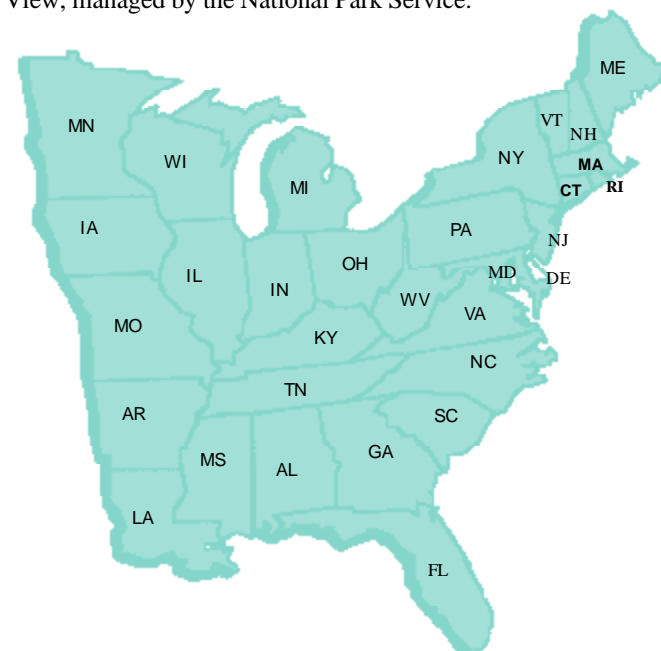 View, managed by the National Park Service.
ME
MN
VT
NH
NY
WI
MA
MI
CT
RI
IA
PA
NJ
OH
MD
DE
IL
IN
WV
VA
MO
KY
NC
TN
AR
SC
GA
MS
AL
LA
FL